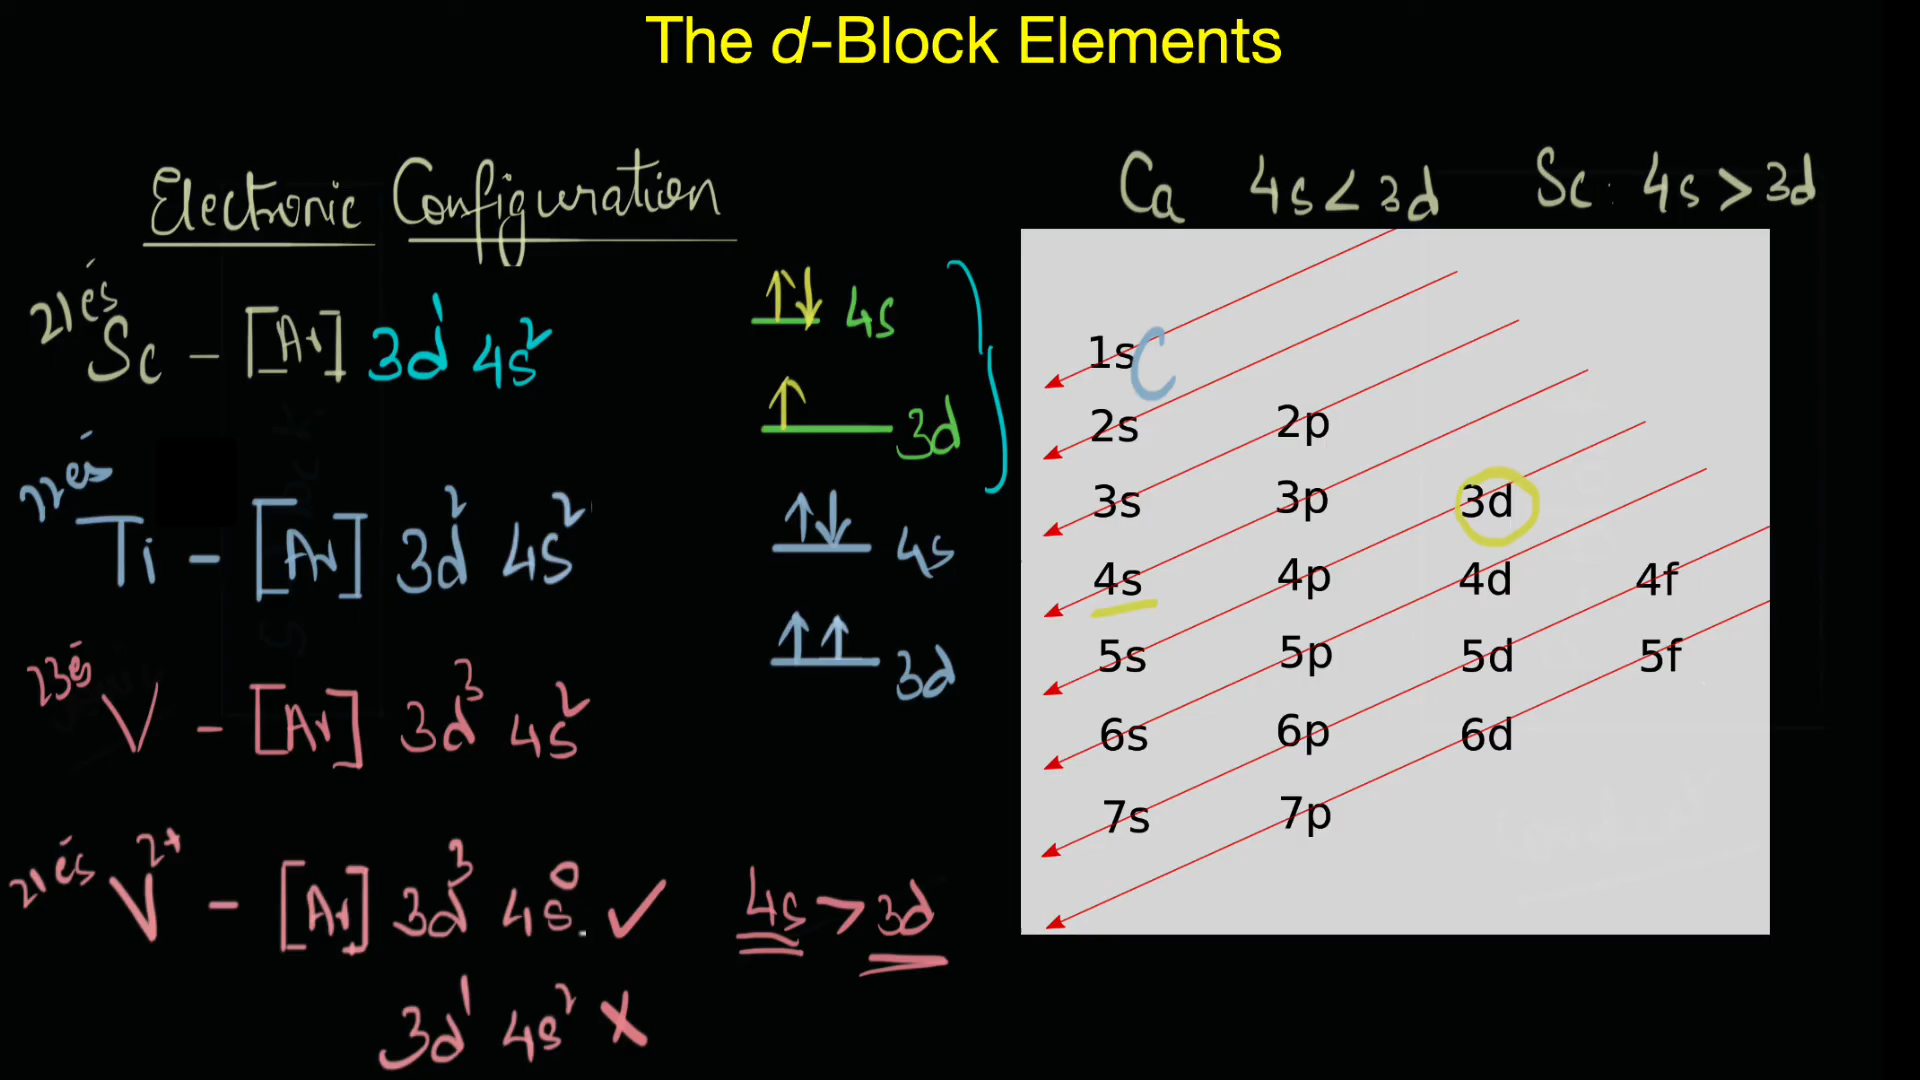 The d-Block Elements
Electronic Configuration
21 és
Sc - [Ar] 3d¹ 4s²
22 és
Ti - [Ar] 3d² 4s²
23 és
V - [Ar] 3d³ 4s²
21 és
V²⁺ - [Ar] 3d³ 4s⁰ ✓
3d¹ 4s² ✗
↑↓ 4s
↑ 3d
↑↓ 4s
↑↑ 3d
4s > 3d
Ca 4s < 3d Sc : 4s > 3d
1s C
2s 2p
3s 3p 3d
4s 4p 4d 4f
5s 5p 5d 5f
6s 6p 6d
7s 7p